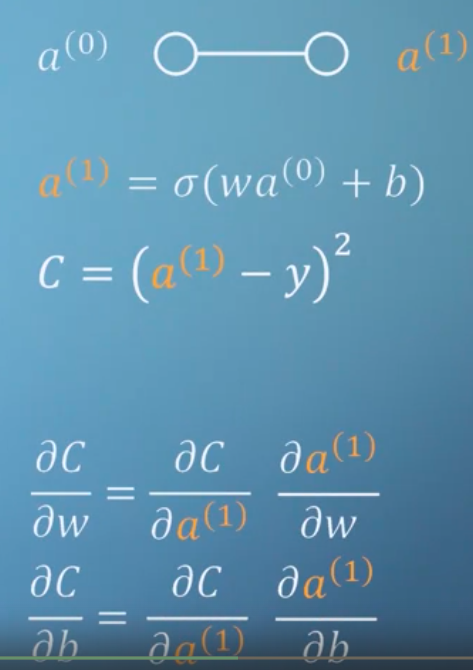 a⁽⁰⁾ a⁽¹⁾
a⁽¹⁾ = σ(wa⁽⁰⁾ + b)
C = (a⁽¹⁾ − y)²
∂C/∂w = ∂C/∂a⁽¹⁾ ∂a⁽¹⁾/∂w
∂C/∂b = ∂C/∂a⁽¹⁾ ∂a⁽¹⁾/∂b